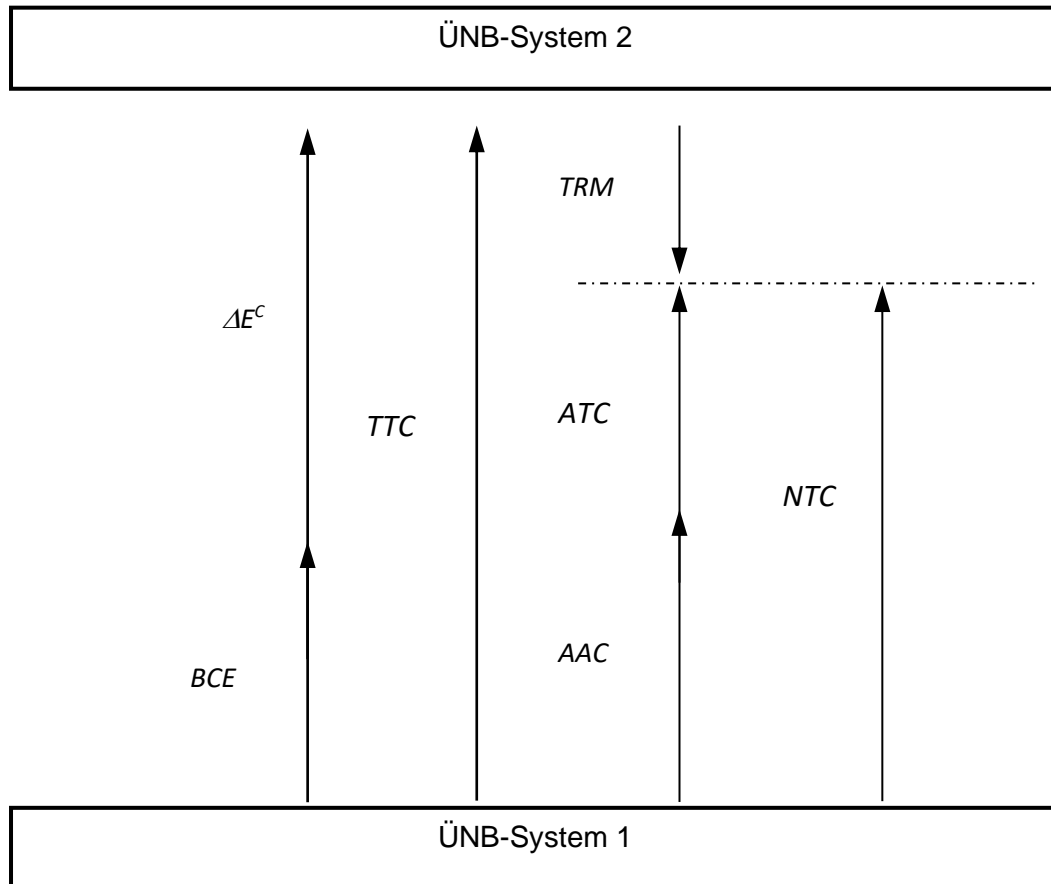 ÜNB-System 2
TRM
ΔE^C
TTC
ATC
NTC
AAC
BCE
ÜNB-System 1